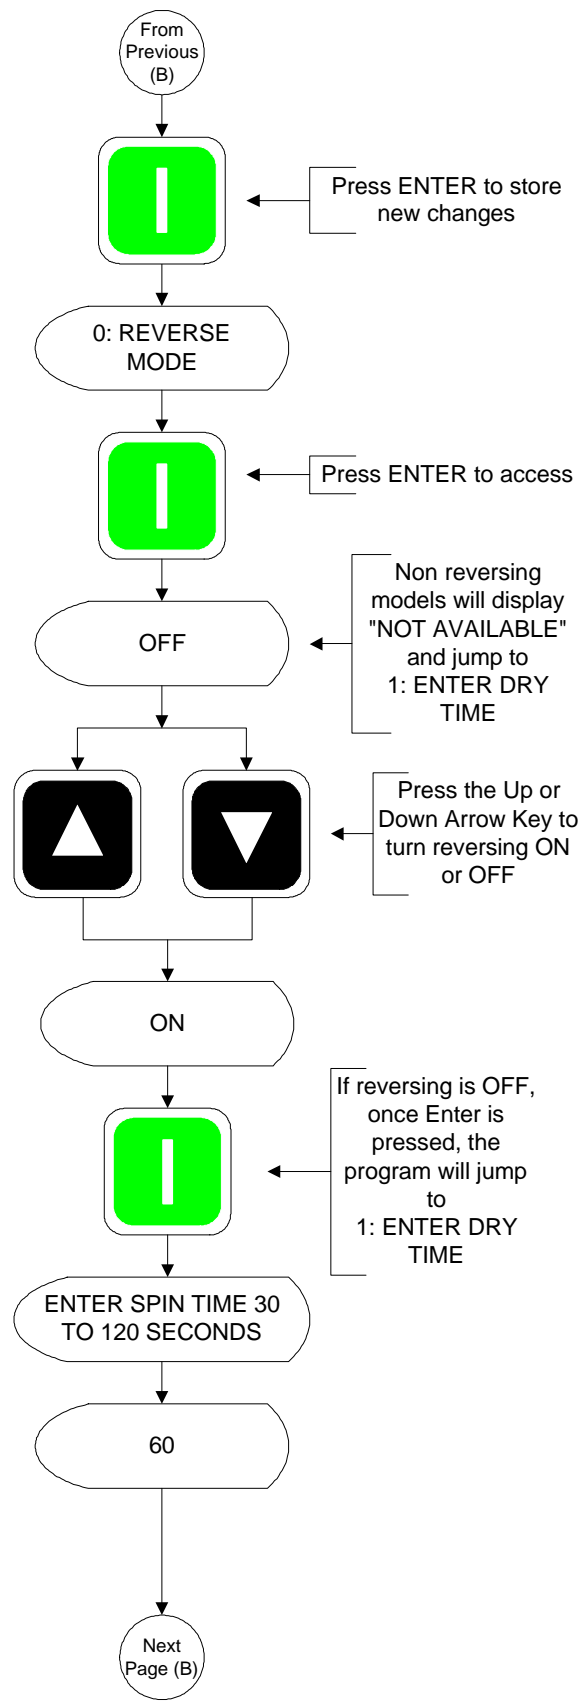 From
Previous
(B)
Press ENTER to store
new changes
0: REVERSE
MODE
Press ENTER to access
Non reversing
models will display
"NOT AVAILABLE"
and jump to
1: ENTER DRY
TIME
OFF
Press the Up or
Down Arrow Key to
turn reversing ON
or OFF
ON
If reversing is OFF,
once Enter is
pressed, the
program will jump
to
1: ENTER DRY
TIME
ENTER SPIN TIME 30
TO 120 SECONDS
60
Next
Page (B)